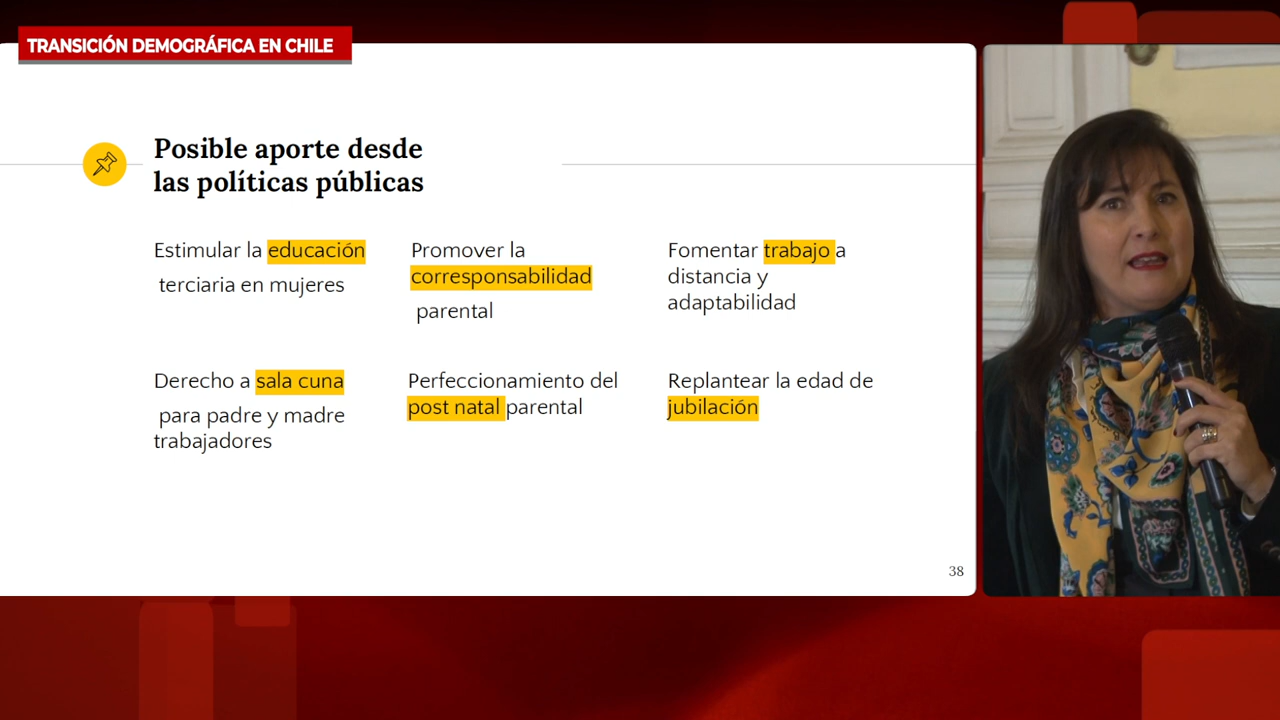 TRANSICIÓN DEMOGRÁFICA EN CHILE
Posible aporte desde
las políticas públicas
Estimular la educación
terciaria en mujeres
Promover la
corresponsabilidad
parental
Fomentar trabajo a
distancia y
adaptabilidad
Derecho a sala cuna
para padre y madre
trabajadores
Perfeccionamiento del
post natal parental
Replantear la edad de
jubilación
38